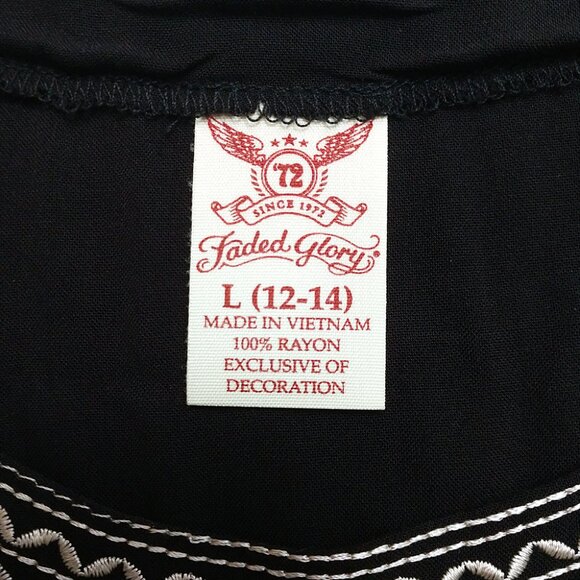 '72
SINCE 1972
Faded Glory®
L (12-14)
MADE IN VIETNAM
100% RAYON
EXCLUSIVE OF
DECORATION